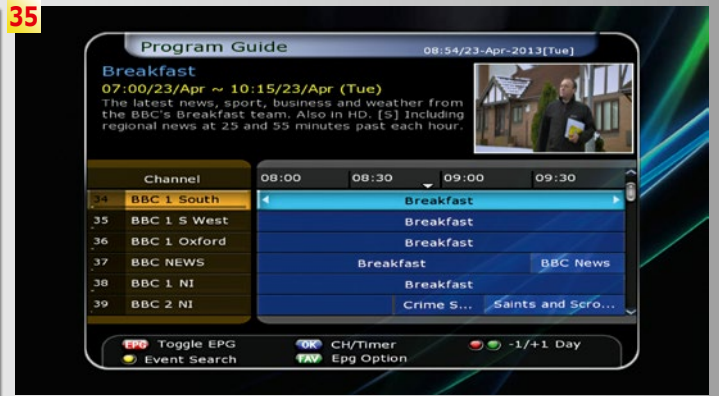 35
Program Guide
08:54/23-Apr-2013[Tue]
Breakfast
07:00/23/Apr ~ 10:15/23/Apr (Tue)
The latest news, sport, business and weather from
the BBC's Breakfast team. Also in HD. [S] Including
regional news at 25 and 55 minutes past each hour.
Channel 08:00 08:30 09:00 09:30
34 BBC 1 South Breakfast
35 BBC 1 S West Breakfast
36 BBC 1 Oxford Breakfast
37 BBC NEWS Breakfast BBC News
38 BBC 1 NI Breakfast
39 BBC 2 NI Crime S... Saints and Scro...
EPG Toggle EPG OK CH/Timer -1/+1 Day
Event Search FAV Epg Option